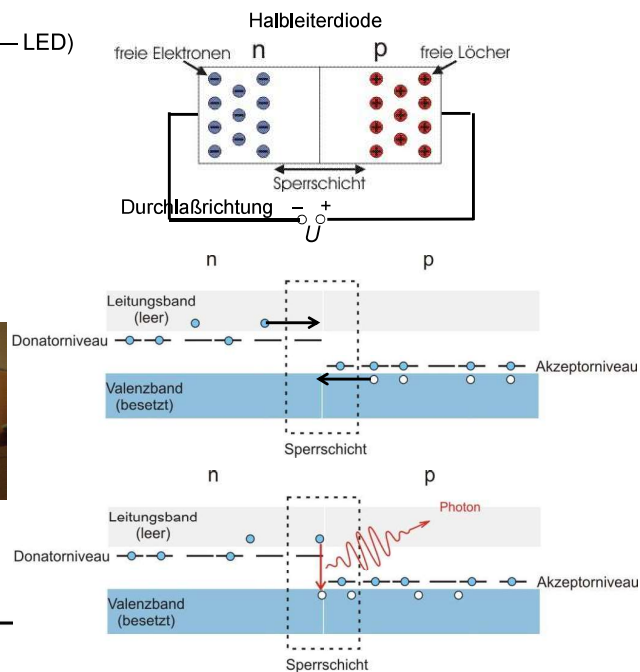 Halbleiterdiode
— LED)
freie Elektronen n p freie Löcher
Sperrschicht
Durchlaßrichtung – +
U
n p
Leitungsband
(leer)
Donatorniveau
Akzeptorniveau
Valenzband
(besetzt)
Sperrschicht
n p
Photon
Leitungsband
(leer)
Donatorniveau
Akzeptorniveau
Valenzband
(besetzt)
Sperrschicht